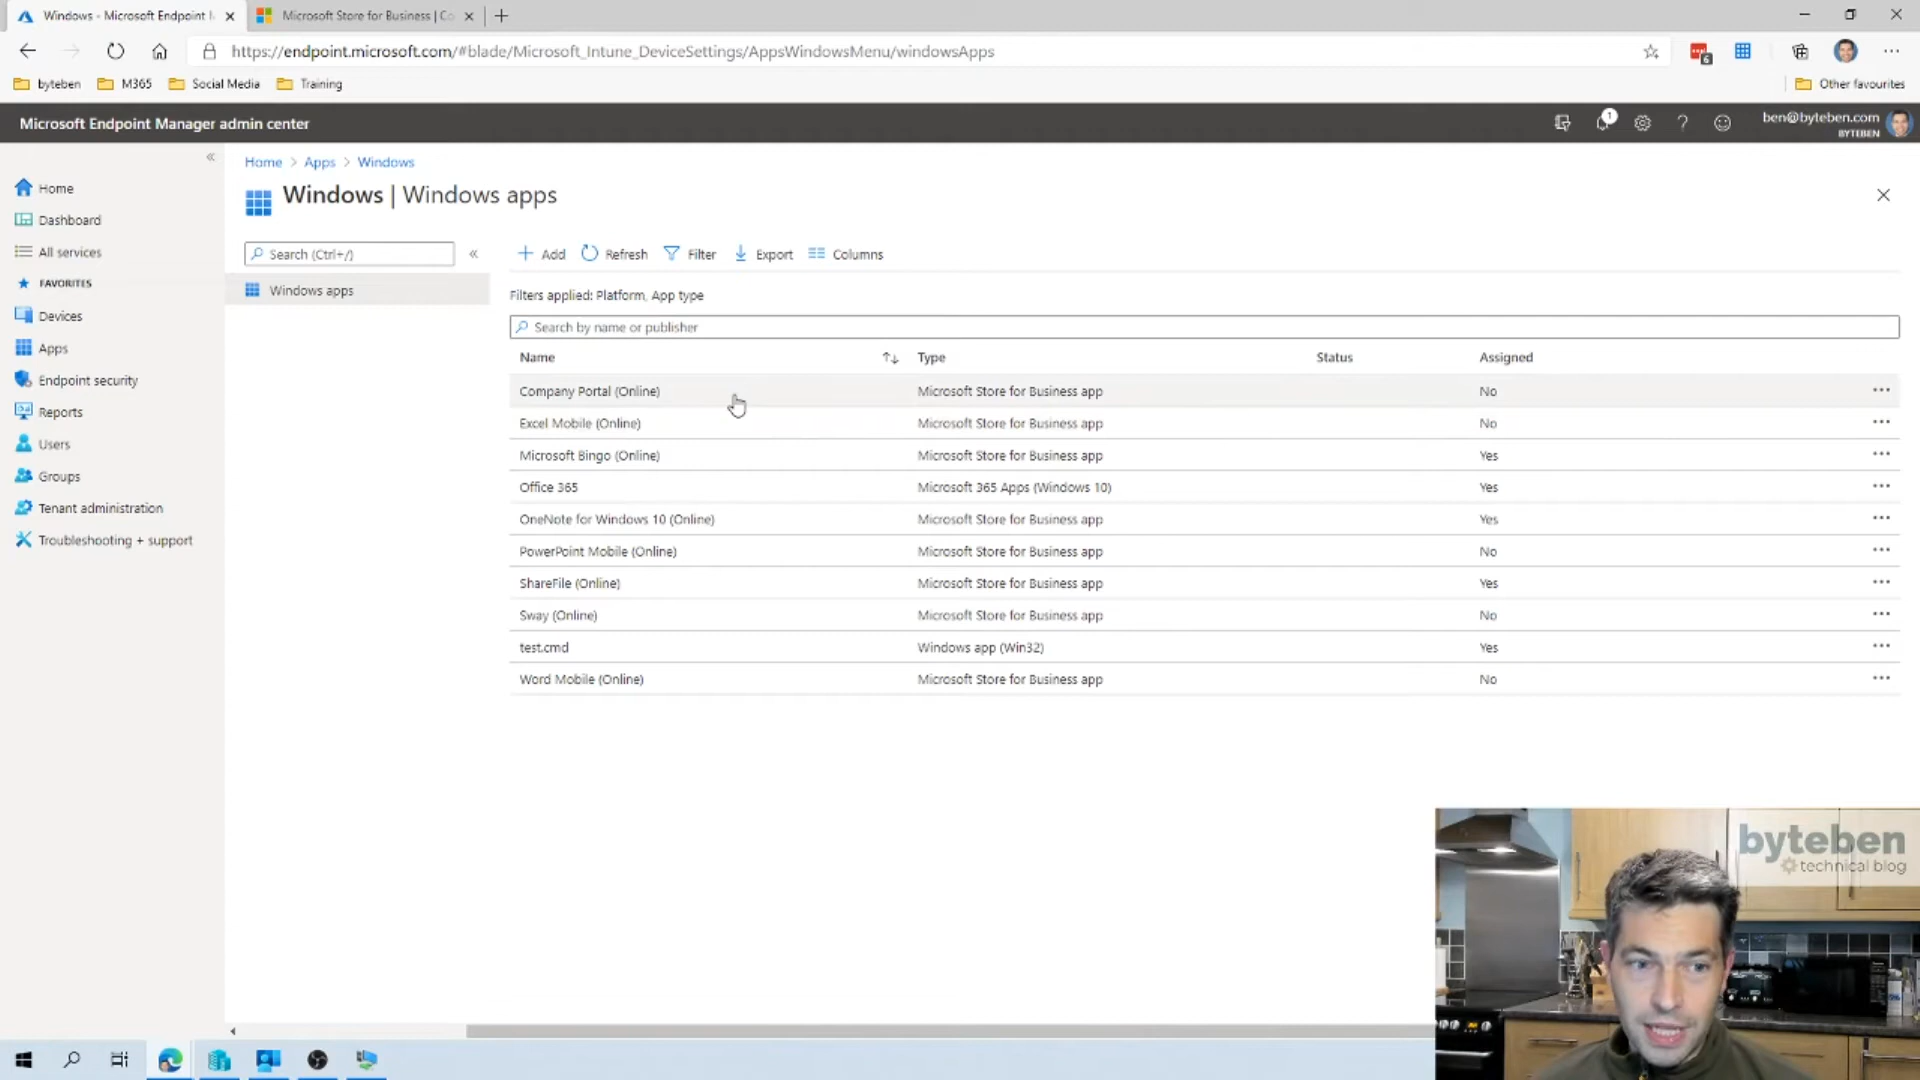 Windows - Microsoft Endpoint
Microsoft Store for Business | Co
https://endpoint.microsoft.com/#blade/Microsoft_Intune_DeviceSettings/AppsWindowsMenu/windowsApps
6
byteben
M365
Social Media
Training
Other favourites
Microsoft Endpoint Manager admin center
1
ben@byteben.com
BYTEBEN
Home
Dashboard
All services
FAVORITES
Devices
Apps
Endpoint security
Reports
Users
Groups
Tenant administration
Troubleshooting + support
Home > Apps > Windows
Windows | Windows apps
Search (Ctrl+/)
Windows apps
Add
Refresh
Filter
Export
Columns
Filters applied: Platform, App type
Search by name or publisher
Name Type Status Assigned
Company Portal (Online) Microsoft Store for Business app No
Excel Mobile (Online) Microsoft Store for Business app No
Microsoft Bingo (Online) Microsoft Store for Business app Yes
Office 365 Microsoft 365 Apps (Windows 10) Yes
OneNote for Windows 10 (Online) Microsoft Store for Business app Yes
PowerPoint Mobile (Online) Microsoft Store for Business app No
ShareFile (Online) Microsoft Store for Business app Yes
Sway (Online) Microsoft Store for Business app No
test.cmd Windows app (Win32) Yes
Word Mobile (Online) Microsoft Store for Business app No
byteben
technical blog